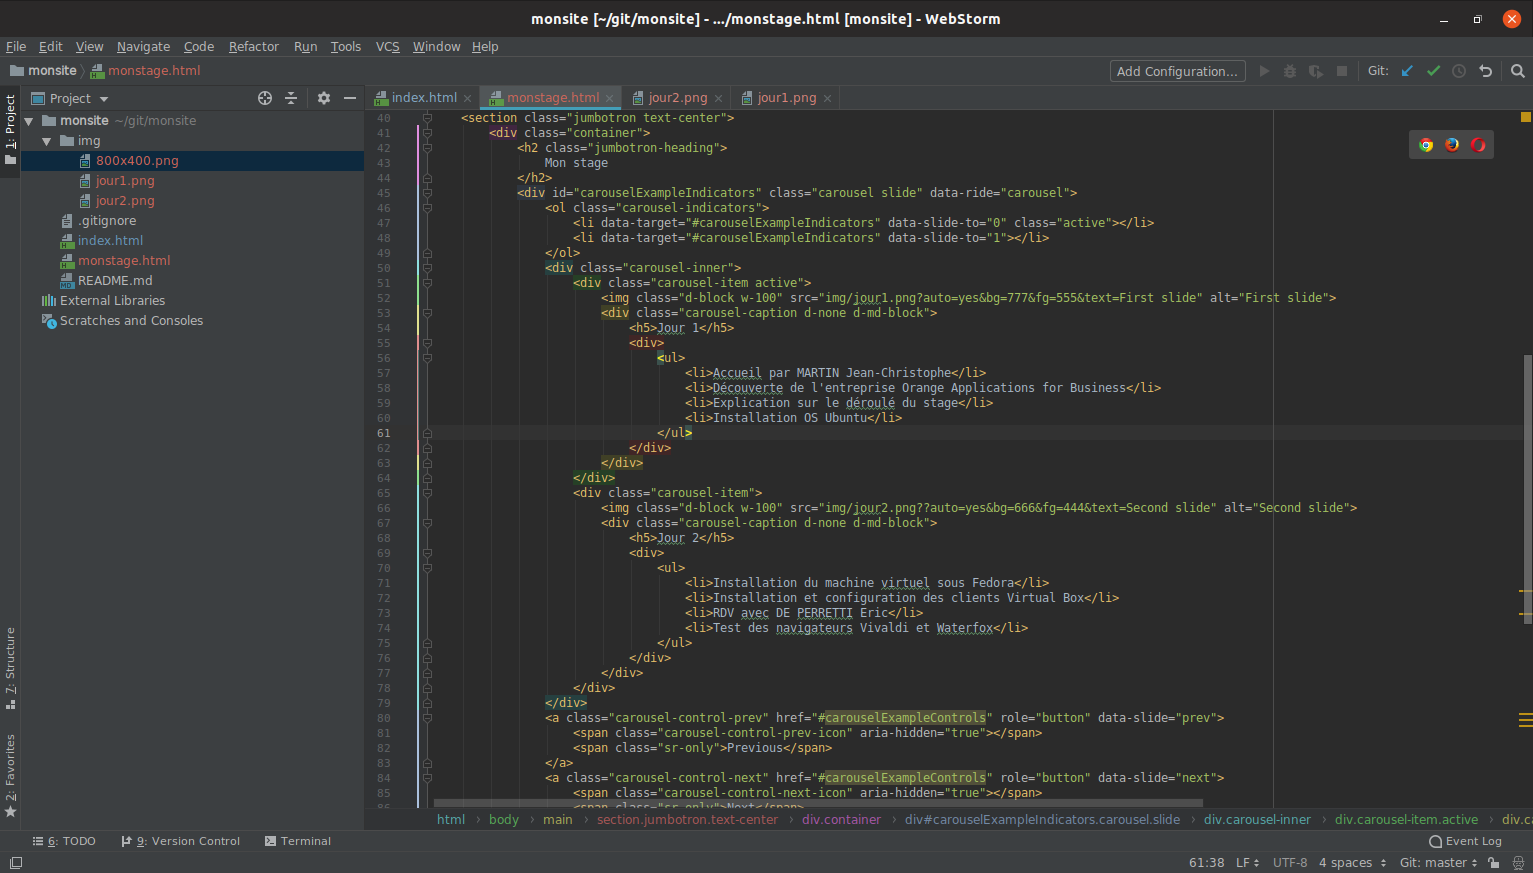 monsite [~/git/monsite] - .../monstage.html [monsite] - WebStorm
File Edit View Navigate Code Refactor Run Tools VCS Window Help
monsite monstage.html Add Configuration... Git:
Project
index.html monstage.html jour2.png jour1.png
1: Project
7: Structure
2: Favorites
monsite ~/git/monsite
img
800x400.png
jour1.png
jour2.png
.gitignore
index.html
monstage.html
README.md
External Libraries
Scratches and Consoles
40 <section class="jumbotron text-center">
41 <div class="container">
42 <h2 class="jumbotron-heading">
43 Mon stage
44 </h2>
45 <div id="carouselExampleIndicators" class="carousel slide" data-ride="carousel">
46 <ol class="carousel-indicators">
47 <li data-target="#carouselExampleIndicators" data-slide-to="0" class="active"></li>
48 <li data-target="#carouselExampleIndicators" data-slide-to="1"></li>
49 </ol>
50 <div class="carousel-inner">
51 <div class="carousel-item active">
52 <img class="d-block w-100" src="img/jour1.png?auto=yes&bg=777&fg=555&text=First slide" alt="First slide">
53 <div class="carousel-caption d-none d-md-block">
54 <h5>Jour 1</h5>
55 <div>
56 <ul>
57 <li>Accueil par MARTIN Jean-Christophe</li>
58 <li>Découverte de l'entreprise Orange Applications for Business</li>
59 <li>Explication sur le déroulé du stage</li>
60 <li>Installation OS Ubuntu</li>
61 </ul>
62 </div>
63 </div>
64 </div>
65 <div class="carousel-item">
66 <img class="d-block w-100" src="img/jour2.png??auto=yes&bg=666&fg=444&text=Second slide" alt="Second slide">
67 <div class="carousel-caption d-none d-md-block">
68 <h5>Jour 2</h5>
69 <div>
70 <ul>
71 <li>Installation du machine virtuel sous Fedora</li>
72 <li>Installation et configuration des clients Virtual Box</li>
73 <li>RDV avec DE PERRETTI Eric</li>
74 <li>Test des navigateurs Vivaldi et Waterfox</li>
75 </ul>
76 </div>
77 </div>
78 </div>
79 </div>
80 <a class="carousel-control-prev" href="#carouselExampleControls" role="button" data-slide="prev">
81 <span class="carousel-control-prev-icon" aria-hidden="true"></span>
82 <span class="sr-only">Previous</span>
83 </a>
84 <a class="carousel-control-next" href="#carouselExampleControls" role="button" data-slide="next">
85 <span class="carousel-control-next-icon" aria-hidden="true"></span>
86 <span class="sr-only">Next</span>
html › body › main › section.jumbotron.text-center › div.container › div#carouselExampleIndicators.carousel.slide › div.carousel-inner › div.carousel-item.active › div.ca
6: TODO 9: Version Control Terminal Event Log
61:38 LF UTF-8 4 spaces Git: master